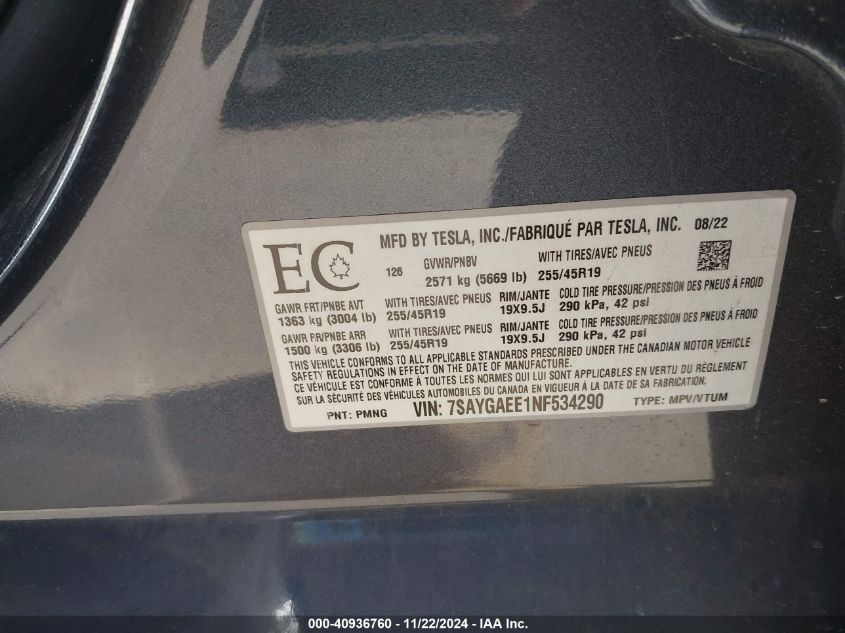 MFD BY TESLA, INC./FABRIQUÉ PAR TESLA, INC. 08/22
EC
126
GVWR/PNBV
2571 kg (5669 lb)
WITH TIRES/AVEC PNEUS
255/45R19
GAWR FRT/PNBE AVT WITH TIRES/AVEC PNEUS RIM/JANTE COLD TIRE PRESSURE/PRESSION DES PNEUS À FROID
1363 kg (3004 lb) 255/45R19 19X9.5J 290 kPa, 42 psi
GAWR FR/PNBE ARR WITH TIRES/AVEC PNEUS RIM/JANTE COLD TIRE PRESSURE/PRESSION DES PNEUS À FROID
1500 kg (3306 lb) 255/45R19 19X9.5J 290 kPa, 42 psi
THIS VEHICLE CONFORMS TO ALL APPLICABLE STANDARDS PRESCRIBED UNDER THE CANADIAN MOTOR VEHICLE
SAFETY REGULATIONS IN EFFECT ON THE DATE OF MANUFACTURE.
CE VÉHICULE EST CONFORME À TOUTES LES NORMES QUI LUI SONT APPLICABLES EN VERTU DU RÈGLEMENT
SUR LA SÉCURITÉ DES VÉHICULES AUTOMOBILES DU CANADA EN VIGUEUR À LA DATE DE SA FABRICATION.
PNT: PMNG VIN: 7SAYGAEE1NF534290 TYPE: MPV/VTUM
000-40936760 - 11/22/2024 - IAA Inc.